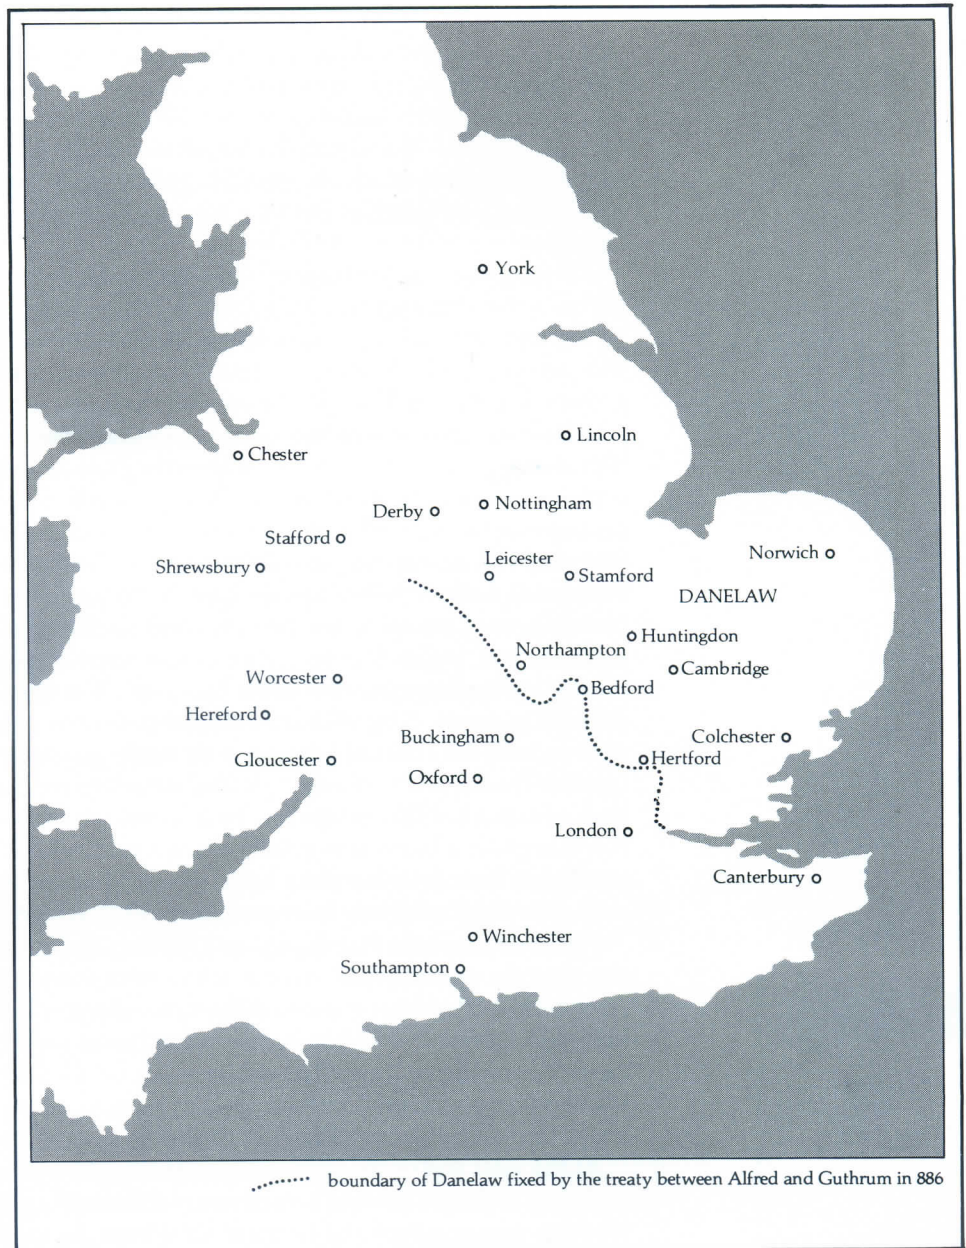 York
Lincoln
Chester
Nottingham
Derby
Stafford
Norwich
Leicester
Shrewsbury
Stamford
DANELAW
Huntingdon
Northampton
Cambridge
Worcester
Bedford
Hereford
Buckingham
Colchester
Gloucester
Hertford
Oxford
London
Canterbury
Winchester
Southampton
boundary of Danelaw fixed by the treaty between Alfred and Guthrum in 886